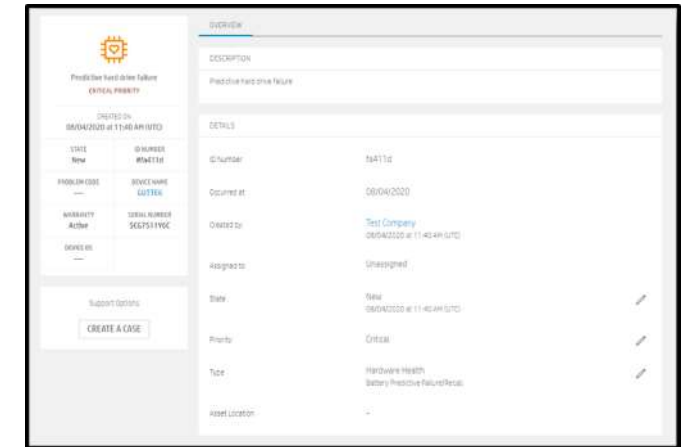 Predictive hard drive failure
CRITICAL PRIORITY
CREATED ON
08/04/2020 at 11:40 AM (UTC)
STATE
New
ID NUMBER
#fa411d
PROBLEM CODE
—
DEVICE NAME
WARRANTY
Active
SERIAL NUMBER
5CG7511Y6C
DEVICE OS
—
Support Options
CREATE A CASE
OVERVIEW
DESCRIPTION
Predictive hard drive failure
DETAILS
ID Number
fa411d
Occurred at
08/04/2020
Created by
Test Company
08/04/2020 at 11:40 AM (UTC)
Assigned to
Unassigned
State
New
08/04/2020 at 11:40 AM (UTC)
Priority
Critical
Type
Hardware Health
Battery Predictive Failure/Recall
Asset Location
-